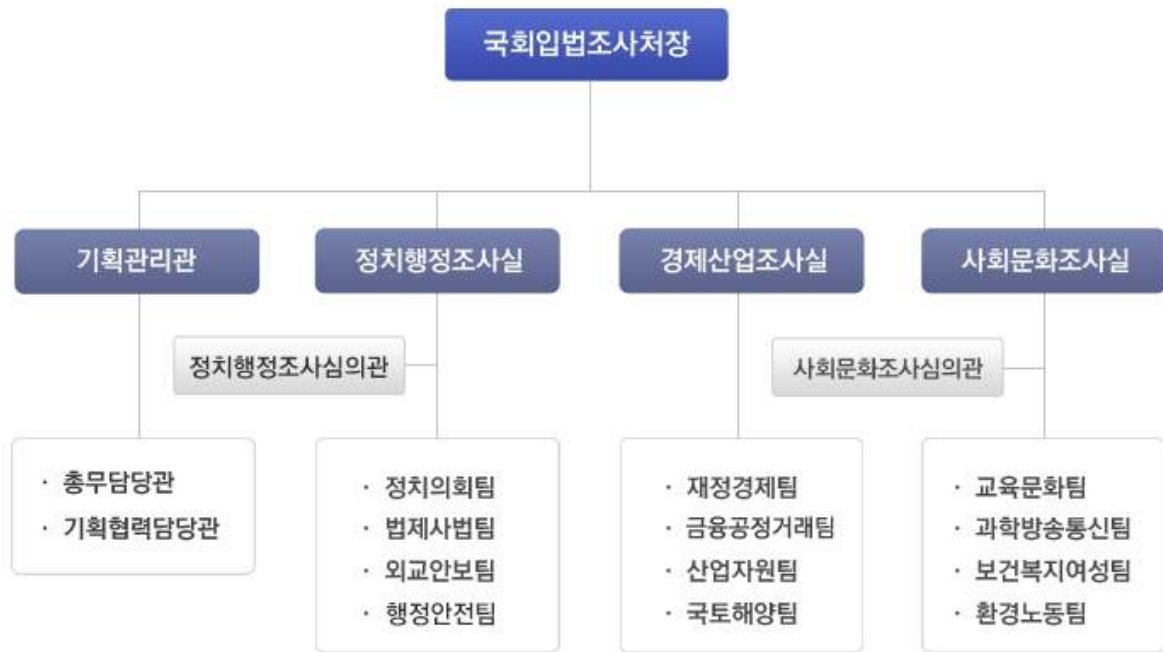 국회입법조사처장
기획관리관
정치행정조사실
경제산업조사실
사회문화조사실
정치행정조사심의관
사회문화조사심의관
· 총무담당관
· 기획협력담당관
· 정치의회팀
· 법제사법팀
· 외교안보팀
· 행정안전팀
· 재정경제팀
· 금융공정거래팀
· 산업자원팀
· 국토해양팀
· 교육문화팀
· 과학방송통신팀
· 보건복지여성팀
· 환경노동팀